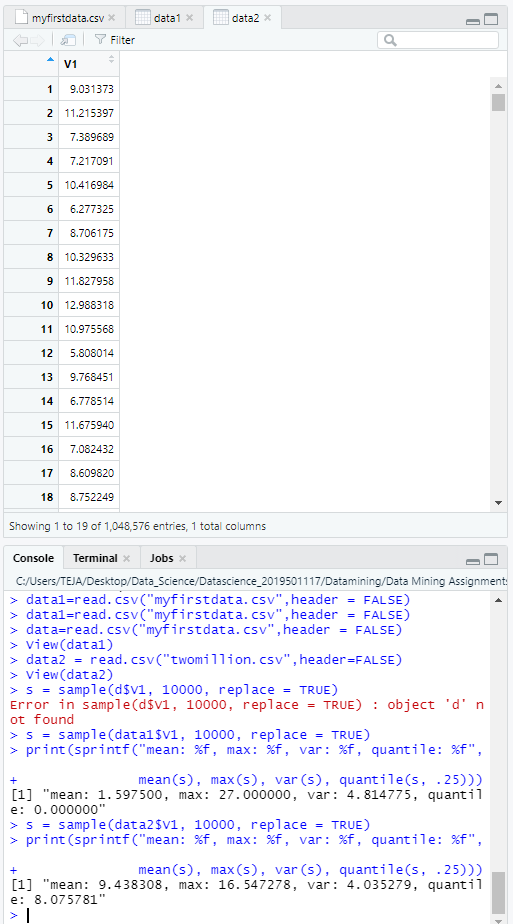 myfirstdata.csv × data1 × data2 ×
Filter
V1
1 9.031373
2 11.215397
3 7.389689
4 7.217091
5 10.416984
6 6.277325
7 8.706175
8 10.329633
9 11.827958
10 12.988318
11 10.975568
12 5.808014
13 9.768451
14 6.778514
15 11.675940
16 7.082432
17 8.609820
18 8.752249
Showing 1 to 19 of 1,048,576 entries, 1 total columns
Console Terminal × Jobs ×
C:/Users/TEJA/Desktop/Data_Science/Datascience_2019501117/Datamining/Data Mining Assignments
> data1=read.csv("myfirstdata.csv",header = FALSE)
> data1=read.csv("myfirstdata.csv",header = FALSE)
> data=read.csv("myfirstdata.csv",header = FALSE)
> View(data1)
> data2 = read.csv("twomillion.csv",header=FALSE)
> View(data2)
> s = sample(d$V1, 10000, replace = TRUE)
Error in sample(d$V1, 10000, replace = TRUE) : object 'd' n
ot found
> s = sample(data1$V1, 10000, replace = TRUE)
> print(sprintf("mean: %f, max: %f, var: %f, quantile: %f",
+ mean(s), max(s), var(s), quantile(s, .25)))
[1] "mean: 1.597500, max: 27.000000, var: 4.814775, quantil
e: 0.000000"
> s = sample(data2$V1, 10000, replace = TRUE)
> print(sprintf("mean: %f, max: %f, var: %f, quantile: %f",
+ mean(s), max(s), var(s), quantile(s, .25)))
[1] "mean: 9.438308, max: 16.547278, var: 4.035279, quantil
e: 8.075781"
>